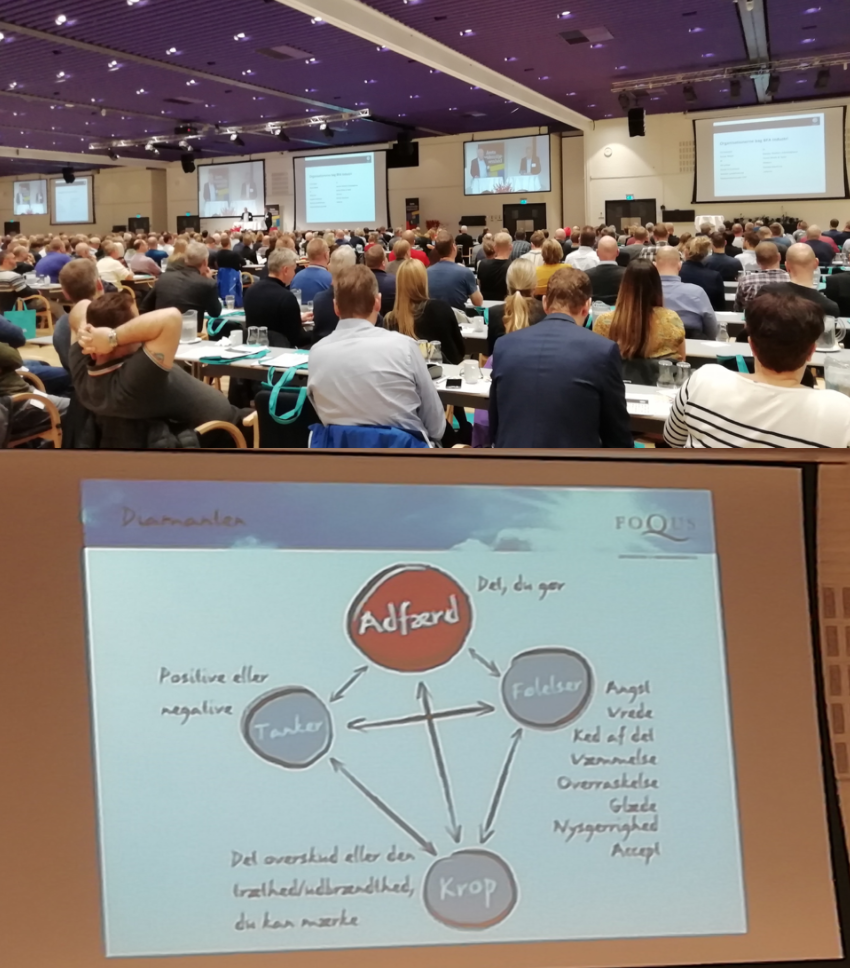 Diamanten
FOQUS
Adfærd
Det, du gør
Positive eller
negative
Tanker
Følelser
Angst
Vrede
Ked af det
Væmmelse
Overraskelse
Glæde
Nysgerrighed
Accept
Det overskud eller den
træthed/udbrændthed,
du kan mærke
Krop